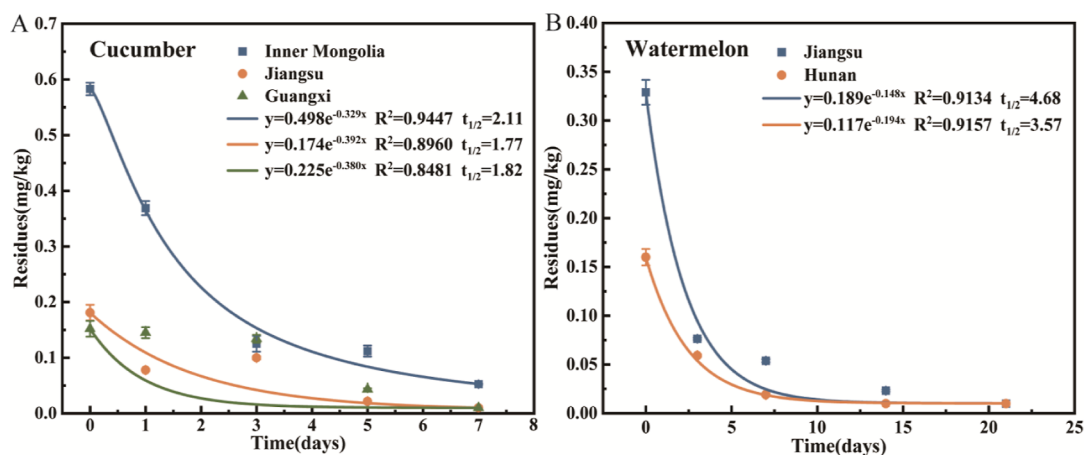 A
Cucumber
Inner Mongolia
Jiangsu
Guangxi
y=0.498e-0.329x R2=0.9447 t1/2=2.11
y=0.174e-0.392x R2=0.8960 t1/2=1.77
y=0.225e-0.380x R2=0.8481 t1/2=1.82
Residues(mg/kg)
0.7
0.6
0.5
0.4
0.3
0.2
0.1
0.0
0 1 2 3 4 5 6 7 8
Time(days)
B
Watermelon
Jiangsu
Hunan
y=0.189e-0.148x R2=0.9134 t1/2=4.68
y=0.117e-0.194x R2=0.9157 t1/2=3.57
Residues(mg/kg)
0.40
0.35
0.30
0.25
0.20
0.15
0.10
0.05
0.00
0 5 10 15 20 25
Time(days)